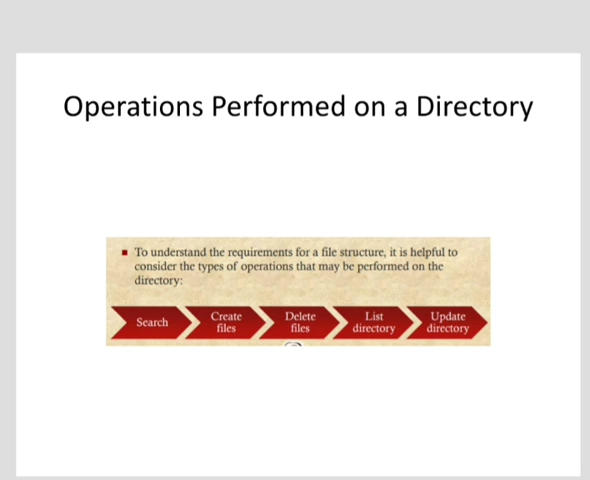 Operations Performed on a Directory
To understand the requirements for a file structure, it is helpful to
consider the types of operations that may be performed on the
directory:
Search
Create
files
Delete
files
List
directory
Update
directory